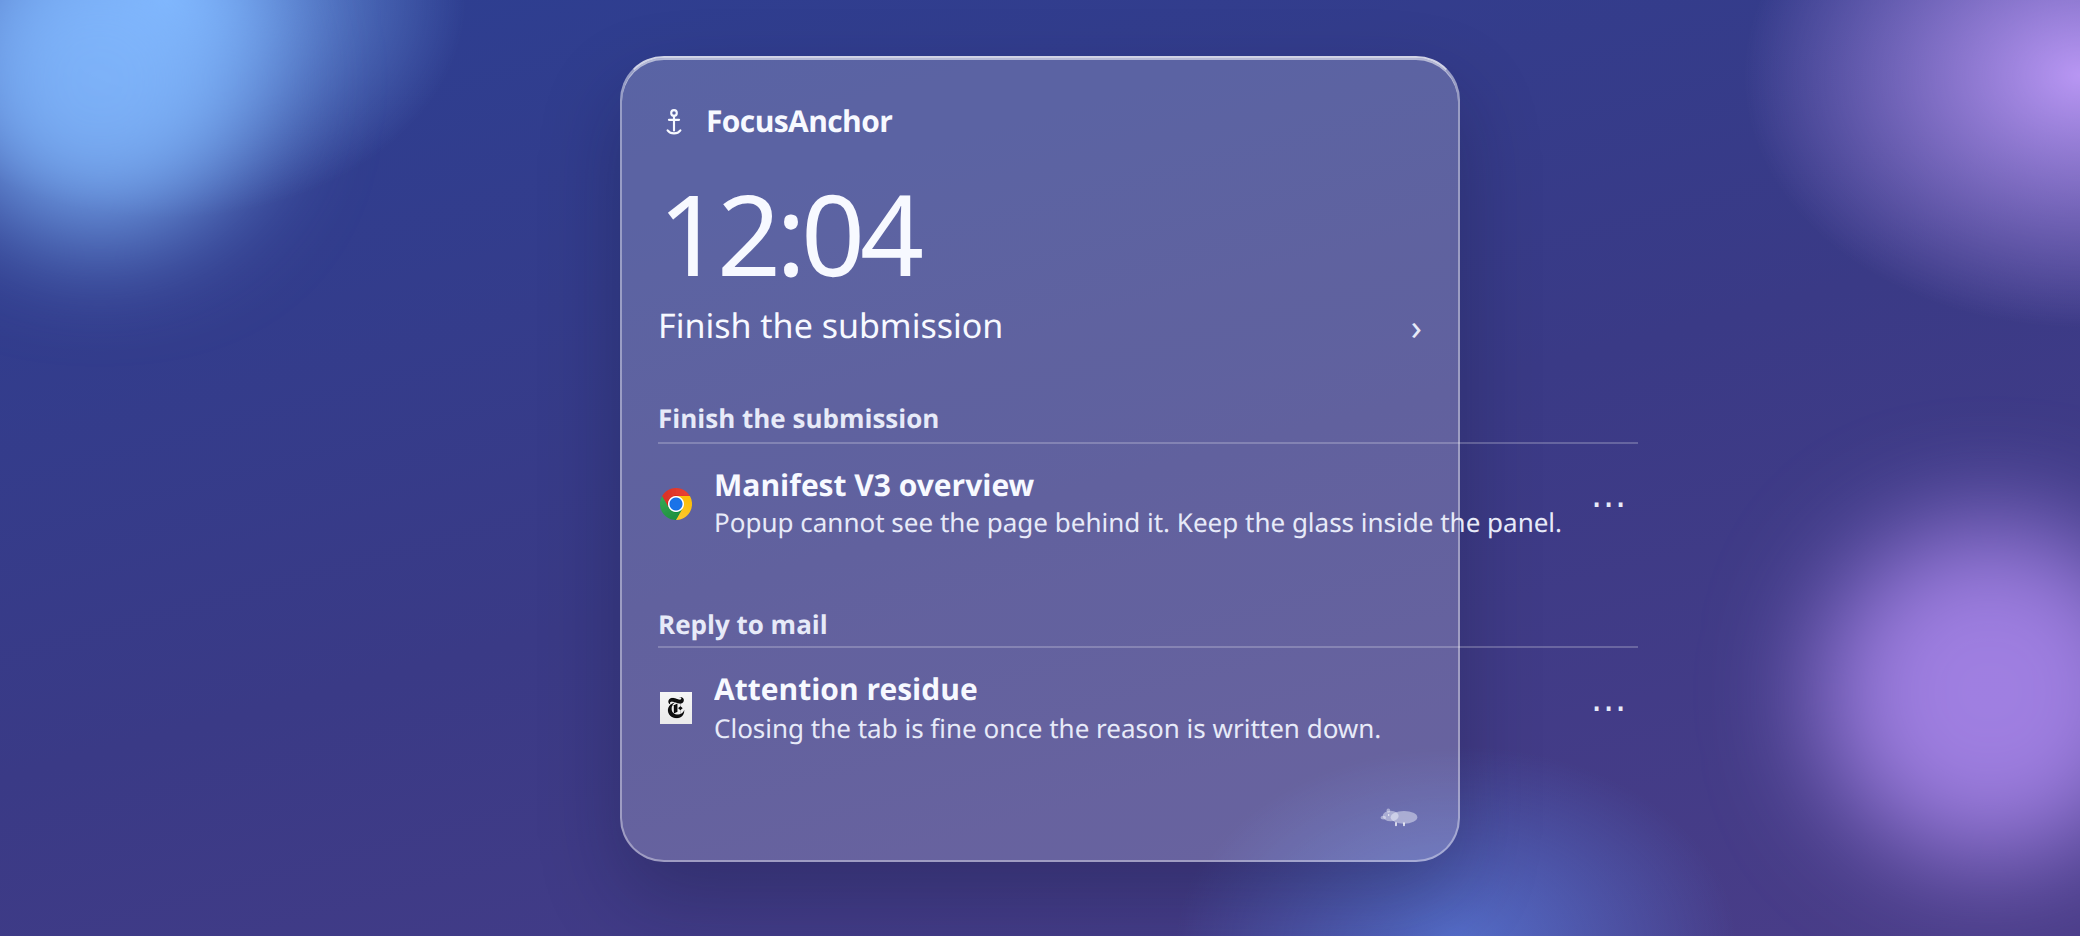 FocusAnchor
12:04
Finish the submission ›
Finish the submission
Manifest V3 overview
Popup cannot see the page behind it. Keep the glass inside the panel.
...
Reply to mail
Attention residue
Closing the tab is fine once the reason is written down.
...